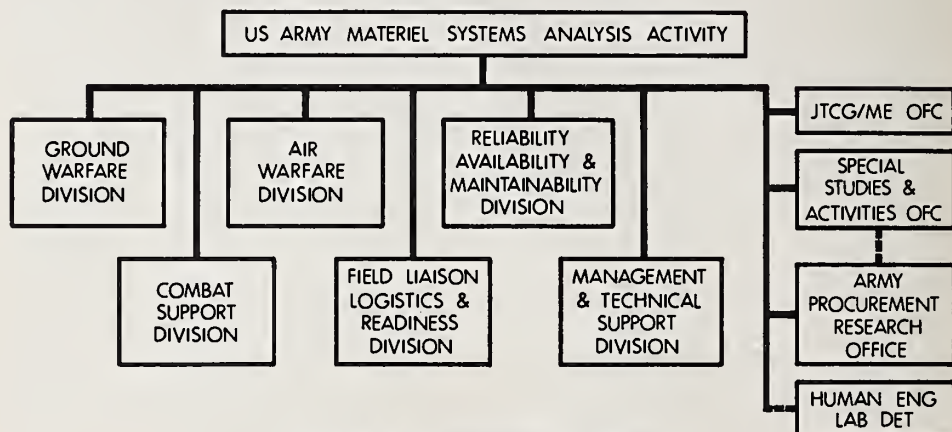 US ARMY MATERIEL SYSTEMS ANALYSIS ACTIVITY
GROUND
WARFARE
DIVISION
AIR
WARFARE
DIVISION
RELIABILITY
AVAILABILITY &
MAINTAINABILITY
DIVISION
JTCG/ME OFC
SPECIAL
STUDIES &
ACTIVITIES OFC
COMBAT
SUPPORT
DIVISION
FIELD LIAISON
LOGISTICS &
READINESS
DIVISION
MANAGEMENT
& TECHNICAL
SUPPORT
DIVISION
ARMY
PROCUREMENT
RESEARCH
OFFICE
HUMAN ENG
LAB DET